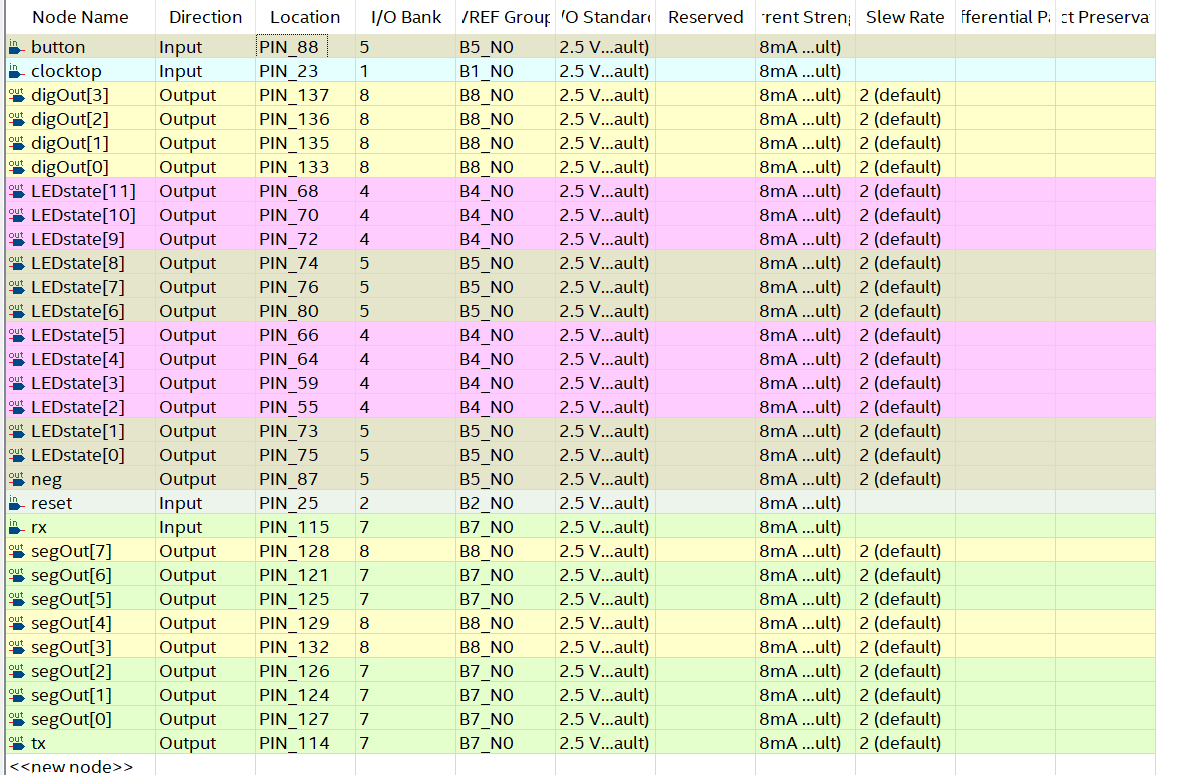 Node Name Direction Location I/O Bank /REF Group /O Standard Reserved rrent Streng Slew Rate fferential Pa ct Preserva
in button Input PIN_88 5 B5_N0 2.5 V...ault) 8mA ...ult)
in clocktop Input PIN_23 1 B1_N0 2.5 V...ault) 8mA ...ult)
out digOut[3] Output PIN_137 8 B8_N0 2.5 V...ault) 8mA ...ult) 2 (default)
out digOut[2] Output PIN_136 8 B8_N0 2.5 V...ault) 8mA ...ult) 2 (default)
out digOut[1] Output PIN_135 8 B8_N0 2.5 V...ault) 8mA ...ult) 2 (default)
out digOut[0] Output PIN_133 8 B8_N0 2.5 V...ault) 8mA ...ult) 2 (default)
out LEDstate[11] Output PIN_68 4 B4_N0 2.5 V...ault) 8mA ...ult) 2 (default)
out LEDstate[10] Output PIN_70 4 B4_N0 2.5 V...ault) 8mA ...ult) 2 (default)
out LEDstate[9] Output PIN_72 4 B4_N0 2.5 V...ault) 8mA ...ult) 2 (default)
out LEDstate[8] Output PIN_74 5 B5_N0 2.5 V...ault) 8mA ...ult) 2 (default)
out LEDstate[7] Output PIN_76 5 B5_N0 2.5 V...ault) 8mA ...ult) 2 (default)
out LEDstate[6] Output PIN_80 5 B5_N0 2.5 V...ault) 8mA ...ult) 2 (default)
out LEDstate[5] Output PIN_66 4 B4_N0 2.5 V...ault) 8mA ...ult) 2 (default)
out LEDstate[4] Output PIN_64 4 B4_N0 2.5 V...ault) 8mA ...ult) 2 (default)
out LEDstate[3] Output PIN_59 4 B4_N0 2.5 V...ault) 8mA ...ult) 2 (default)
out LEDstate[2] Output PIN_55 4 B4_N0 2.5 V...ault) 8mA ...ult) 2 (default)
out LEDstate[1] Output PIN_73 5 B5_N0 2.5 V...ault) 8mA ...ult) 2 (default)
out LEDstate[0] Output PIN_75 5 B5_N0 2.5 V...ault) 8mA ...ult) 2 (default)
out neg Output PIN_87 5 B5_N0 2.5 V...ault) 8mA ...ult) 2 (default)
in reset Input PIN_25 2 B2_N0 2.5 V...ault) 8mA ...ult)
in rx Input PIN_115 7 B7_N0 2.5 V...ault) 8mA ...ult)
out segOut[7] Output PIN_128 8 B8_N0 2.5 V...ault) 8mA ...ult) 2 (default)
out segOut[6] Output PIN_121 7 B7_N0 2.5 V...ault) 8mA ...ult) 2 (default)
out segOut[5] Output PIN_125 7 B7_N0 2.5 V...ault) 8mA ...ult) 2 (default)
out segOut[4] Output PIN_129 8 B8_N0 2.5 V...ault) 8mA ...ult) 2 (default)
out segOut[3] Output PIN_132 8 B8_N0 2.5 V...ault) 8mA ...ult) 2 (default)
out segOut[2] Output PIN_126 7 B7_N0 2.5 V...ault) 8mA ...ult) 2 (default)
out segOut[1] Output PIN_124 7 B7_N0 2.5 V...ault) 8mA ...ult) 2 (default)
out segOut[0] Output PIN_127 7 B7_N0 2.5 V...ault) 8mA ...ult) 2 (default)
out tx Output PIN_114 7 B7_N0 2.5 V...ault) 8mA ...ult) 2 (default)
<<new node>>